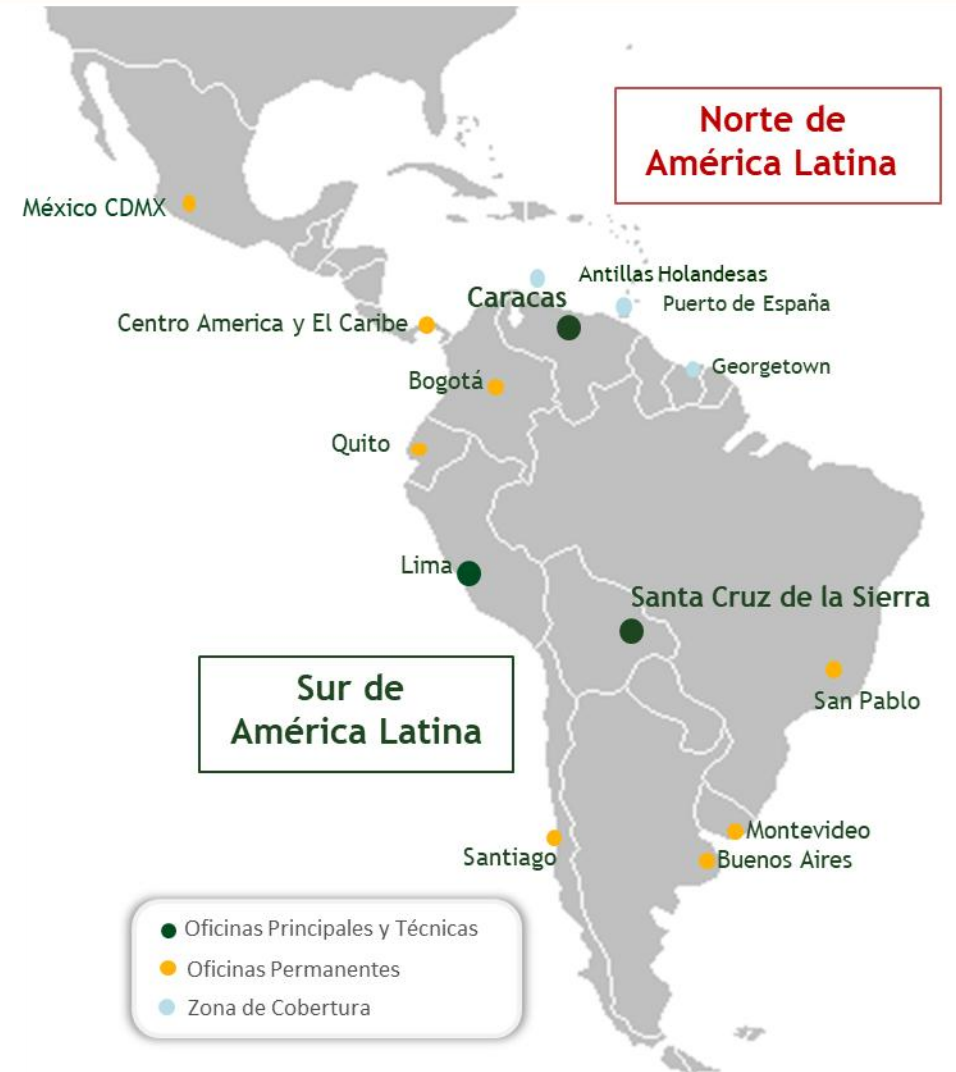 Norte de
América Latina
México CDMX
Antillas Holandesas
Caracas
Puerto de España
Centro America y El Caribe
Georgetown
Bogotá
Quito
Lima
Santa Cruz de la Sierra
Sur de
América Latina
San Pablo
Montevideo
Santiago
Buenos Aires
Oficinas Principales y Técnicas
Oficinas Permanentes
Zona de Cobertura